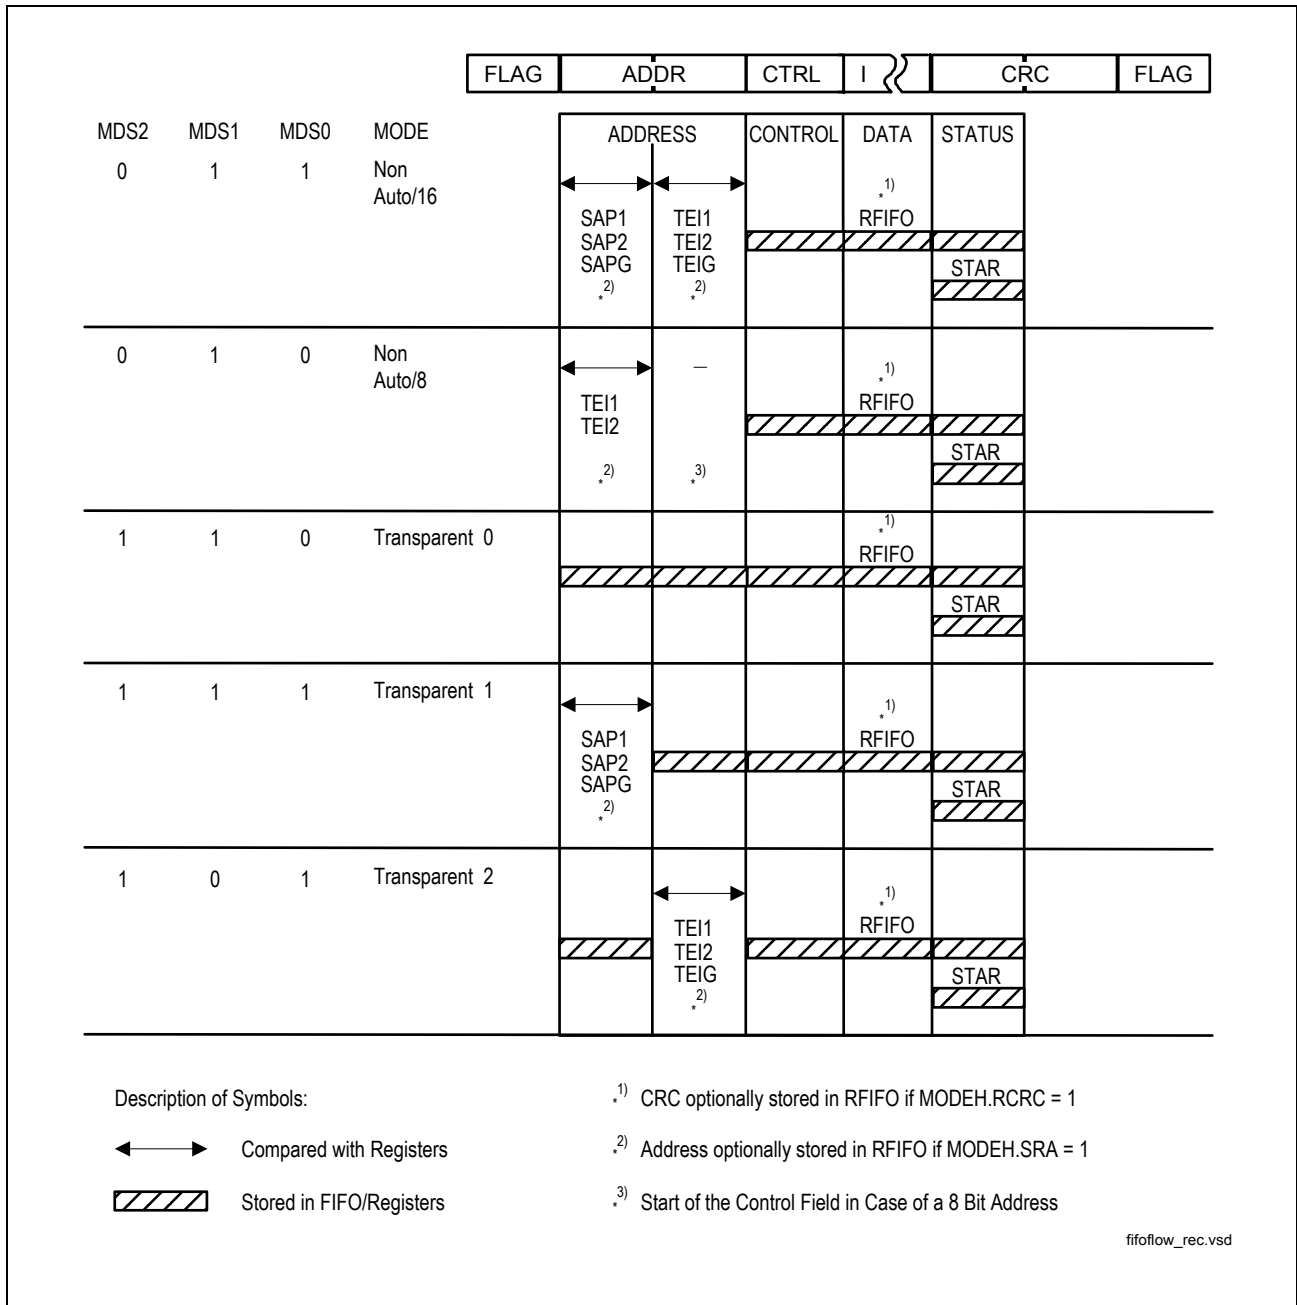 FLAG ADDR CTRL I CRC FLAG
MDS2 MDS1 MDS0 MODE ADDRESS CONTROL DATA STATUS
0 1 1 Non
Auto/16
*1)
SAP1 TEI1 RFIFO
SAP2 TEI2
SAPG TEIG STAR
*2) *2)
0 1 0 Non
Auto/8
– *1)
TEI1 RFIFO
TEI2
STAR
*2) *3)
*1)
1 1 0 Transparent 0
RFIFO
STAR
1 1 1 Transparent 1
*1)
SAP1 RFIFO
SAP2
SAPG STAR
*2)
1 0 1 Transparent 2
*1)
TEI1 RFIFO
TEI2
TEIG STAR
*2)
Description of Symbols: *1) CRC optionally stored in RFIFO if MODEH.RCRC = 1
Compared with Registers *2) Address optionally stored in RFIFO if MODEH.SRA = 1
Stored in FIFO/Registers *3) Start of the Control Field in Case of a 8 Bit Address
fifoflow_rec.vsd